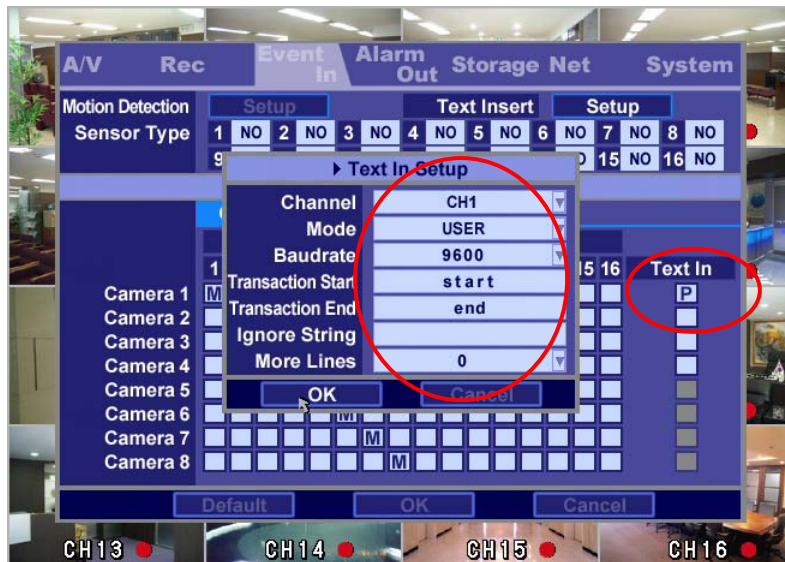 A/V Rec Event In Alarm Out Storage Net System
Motion Detection Setup Text Insert Setup
Sensor Type 1 NO 2 NO 3 NO 4 NO 5 NO 6 NO 7 NO 8 NO
9 15 NO 16 NO
Text In Setup
Channel CH1
Mode USER
Baudrate 9600
1 15 16 Text In
Transaction Start start
Camera 1 M P
Transaction End end
Camera 2
Ignore String
Camera 3
More Lines 0
Camera 4
OK Cancel
Camera 5
Camera 6 M
Camera 7 M
Camera 8 M
Default OK Cancel
CH13 CH14 CH15 CH16